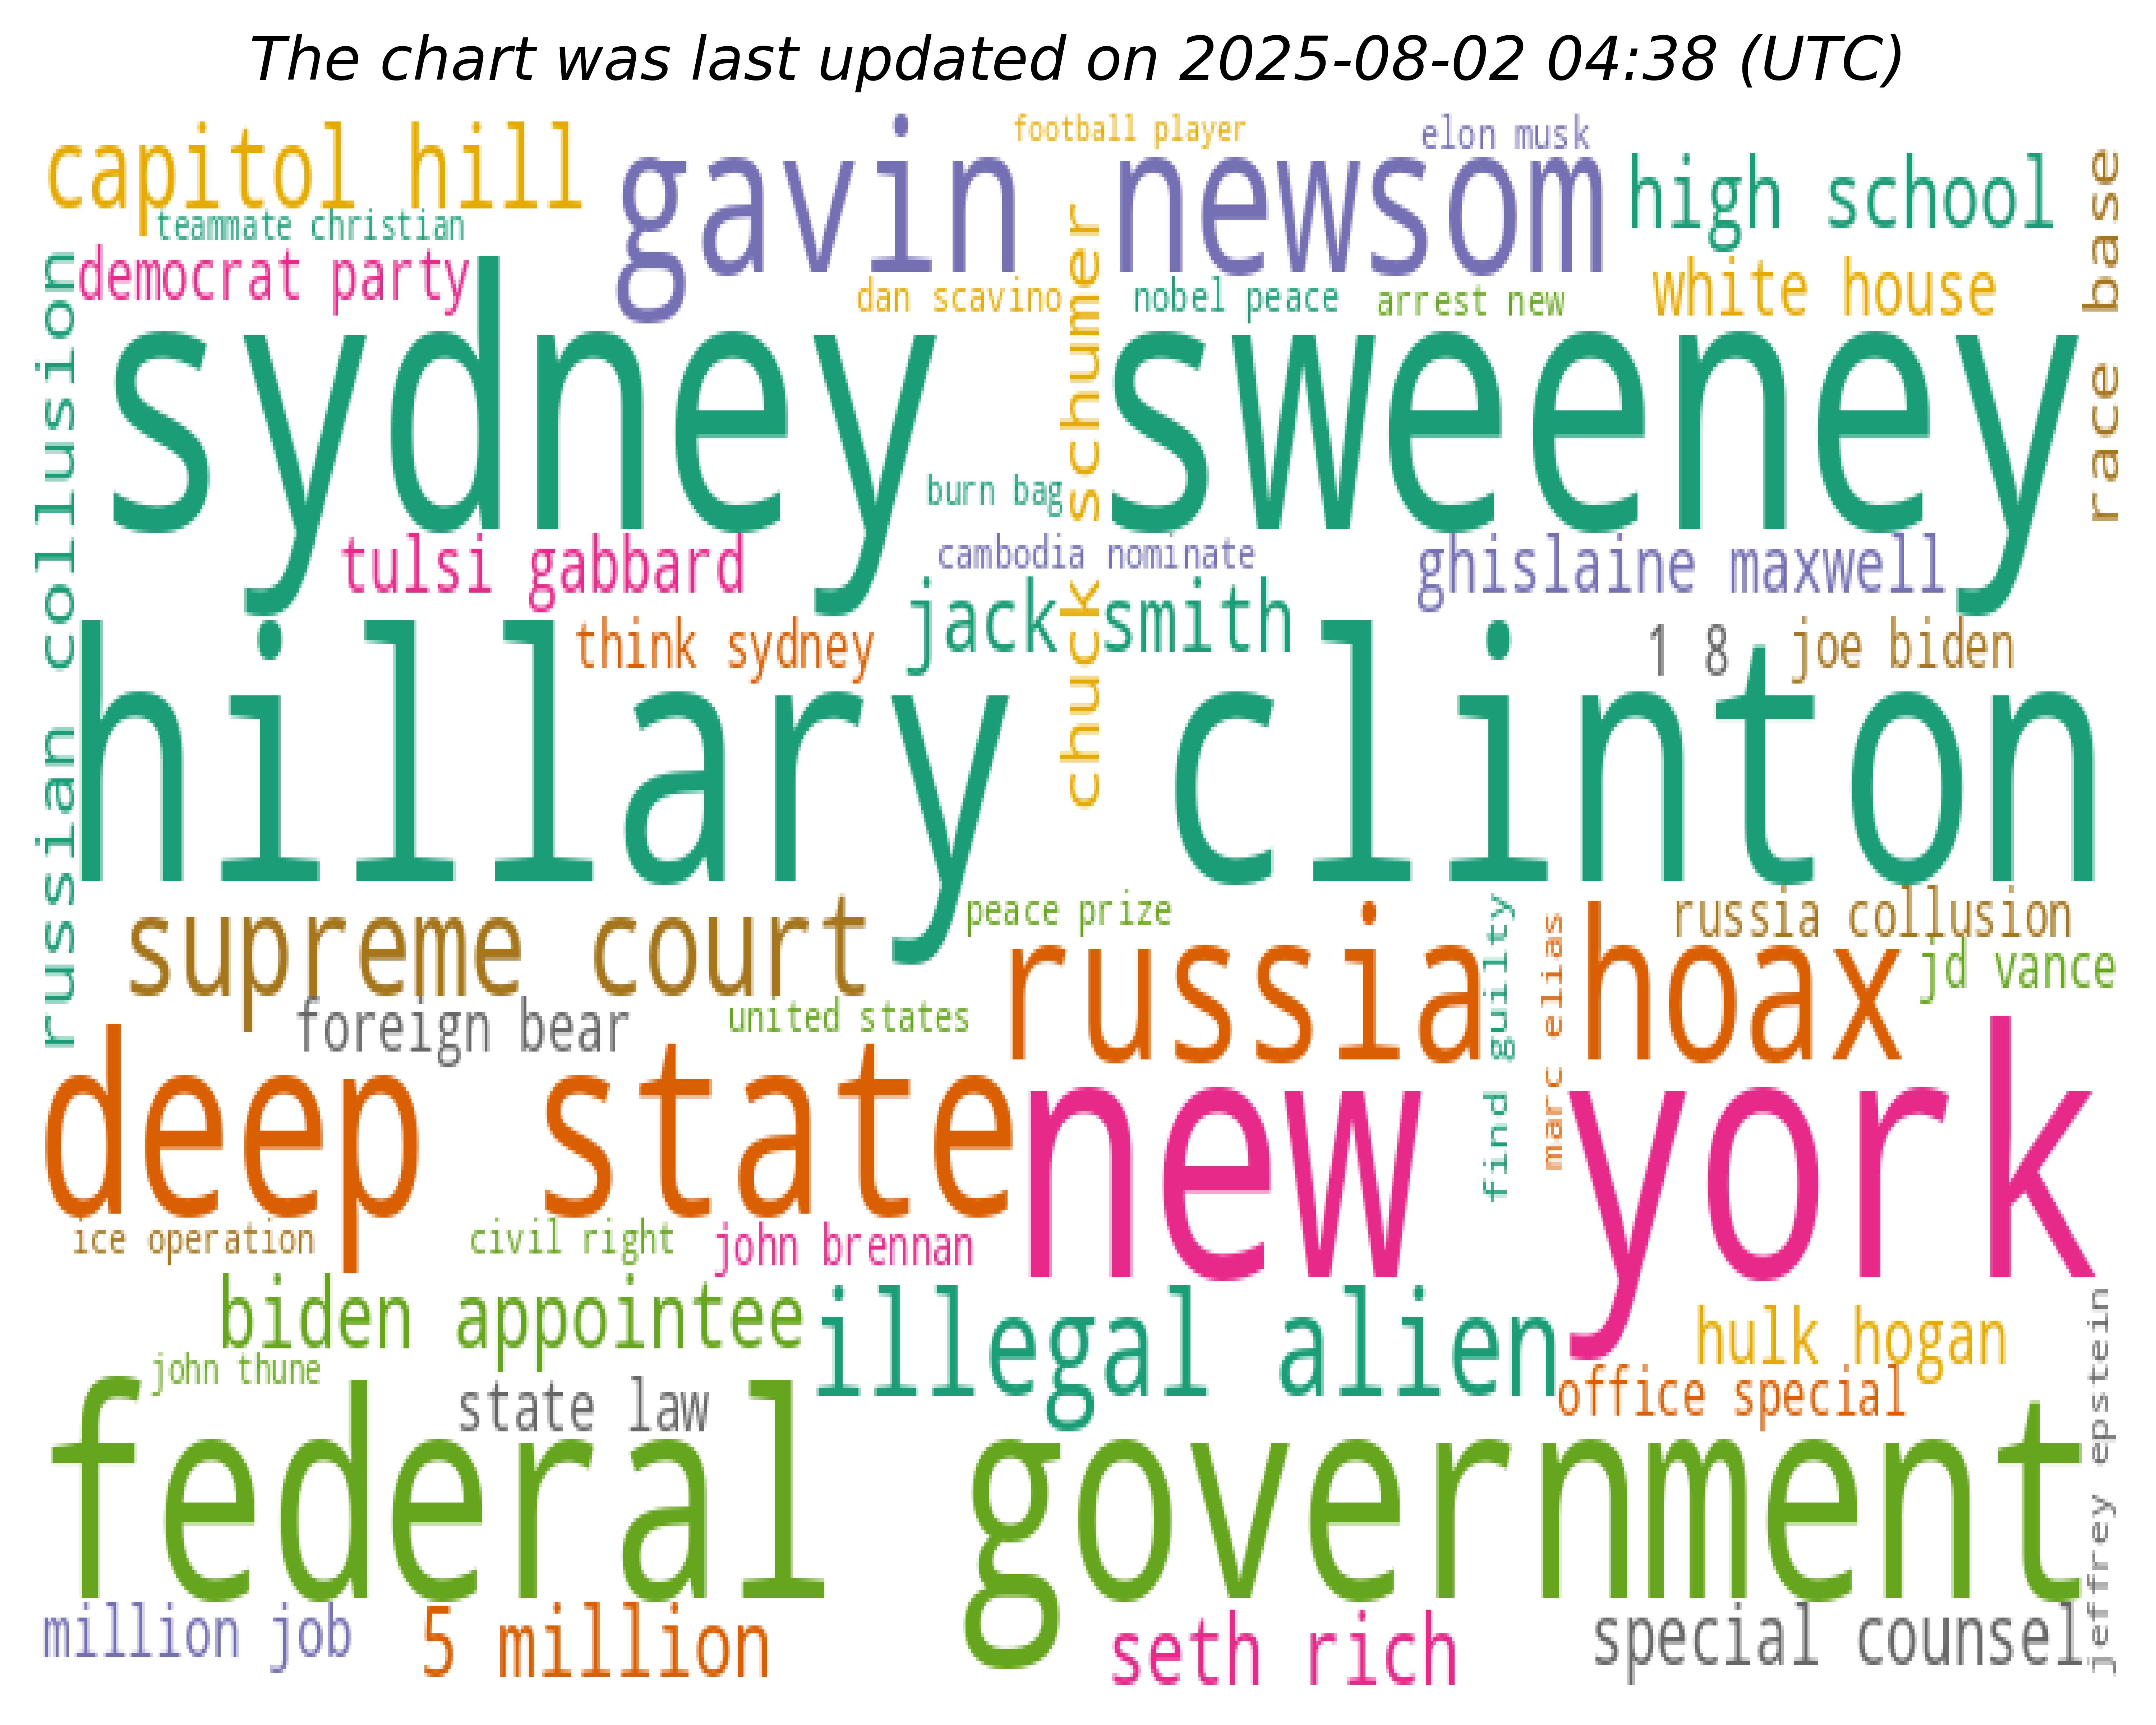 The chart was last updated on 2025-08-02 04:38 (UTC)
capitol hill
gavin newsom
football player
elon musk
high school
race base
teammate christian
democrat party
dan scavino
nobel peace
arrest new
white house
russian collusion
sydney sweeney
chuck schumer
burn bag
tulsi gabbard
cambodia nominate
ghislaine maxwell
think sydney
jack smith
1 8
joe biden
hillary clinton
supreme court
peace prize
russia hoax
find guilty
marc elias
russia collusion
jd vance
foreign bear
united states
deep state
new york
ice operation
civil right
john brennan
biden appointee
illegal alien
hulk hogan
jeffrey epstein
john thune
state law
office special
federal government
million job
5 million
seth rich
special counsel